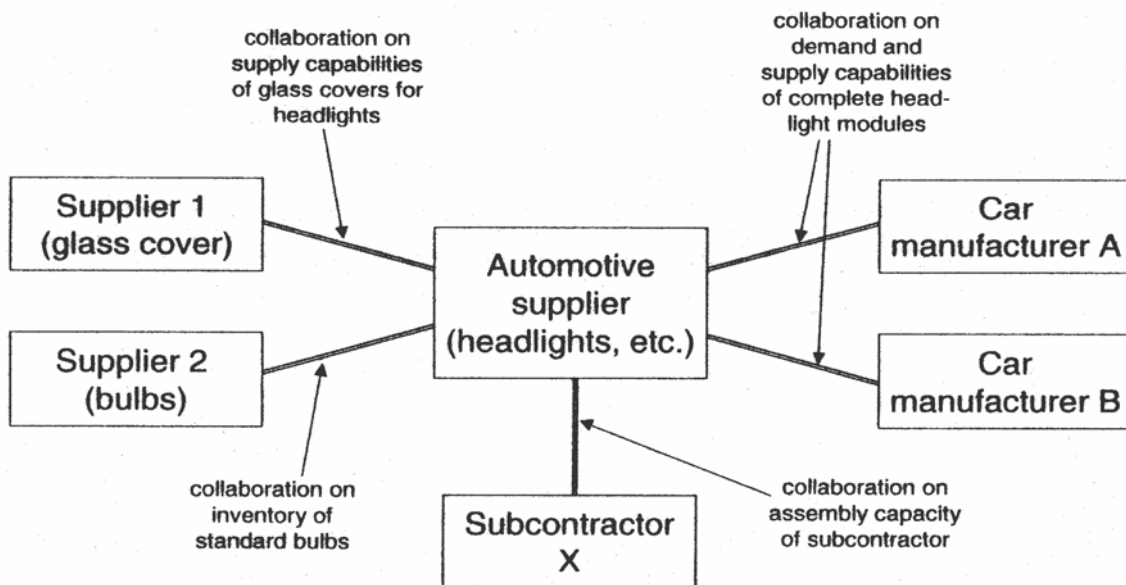 collaboration on
supply capabilities
of glass covers for
headlights
collaboration on
demand and
supply capabilities
of complete head-
light modules
Supplier 1
(glass cover)
Automotive
supplier
(headlights, etc.)
Car
manufacturer A
Supplier 2
(bulbs)
Car
manufacturer B
collaboration on
inventory of
standard bulbs
Subcontractor
X
collaboration on
assembly capacity
of subcontractor